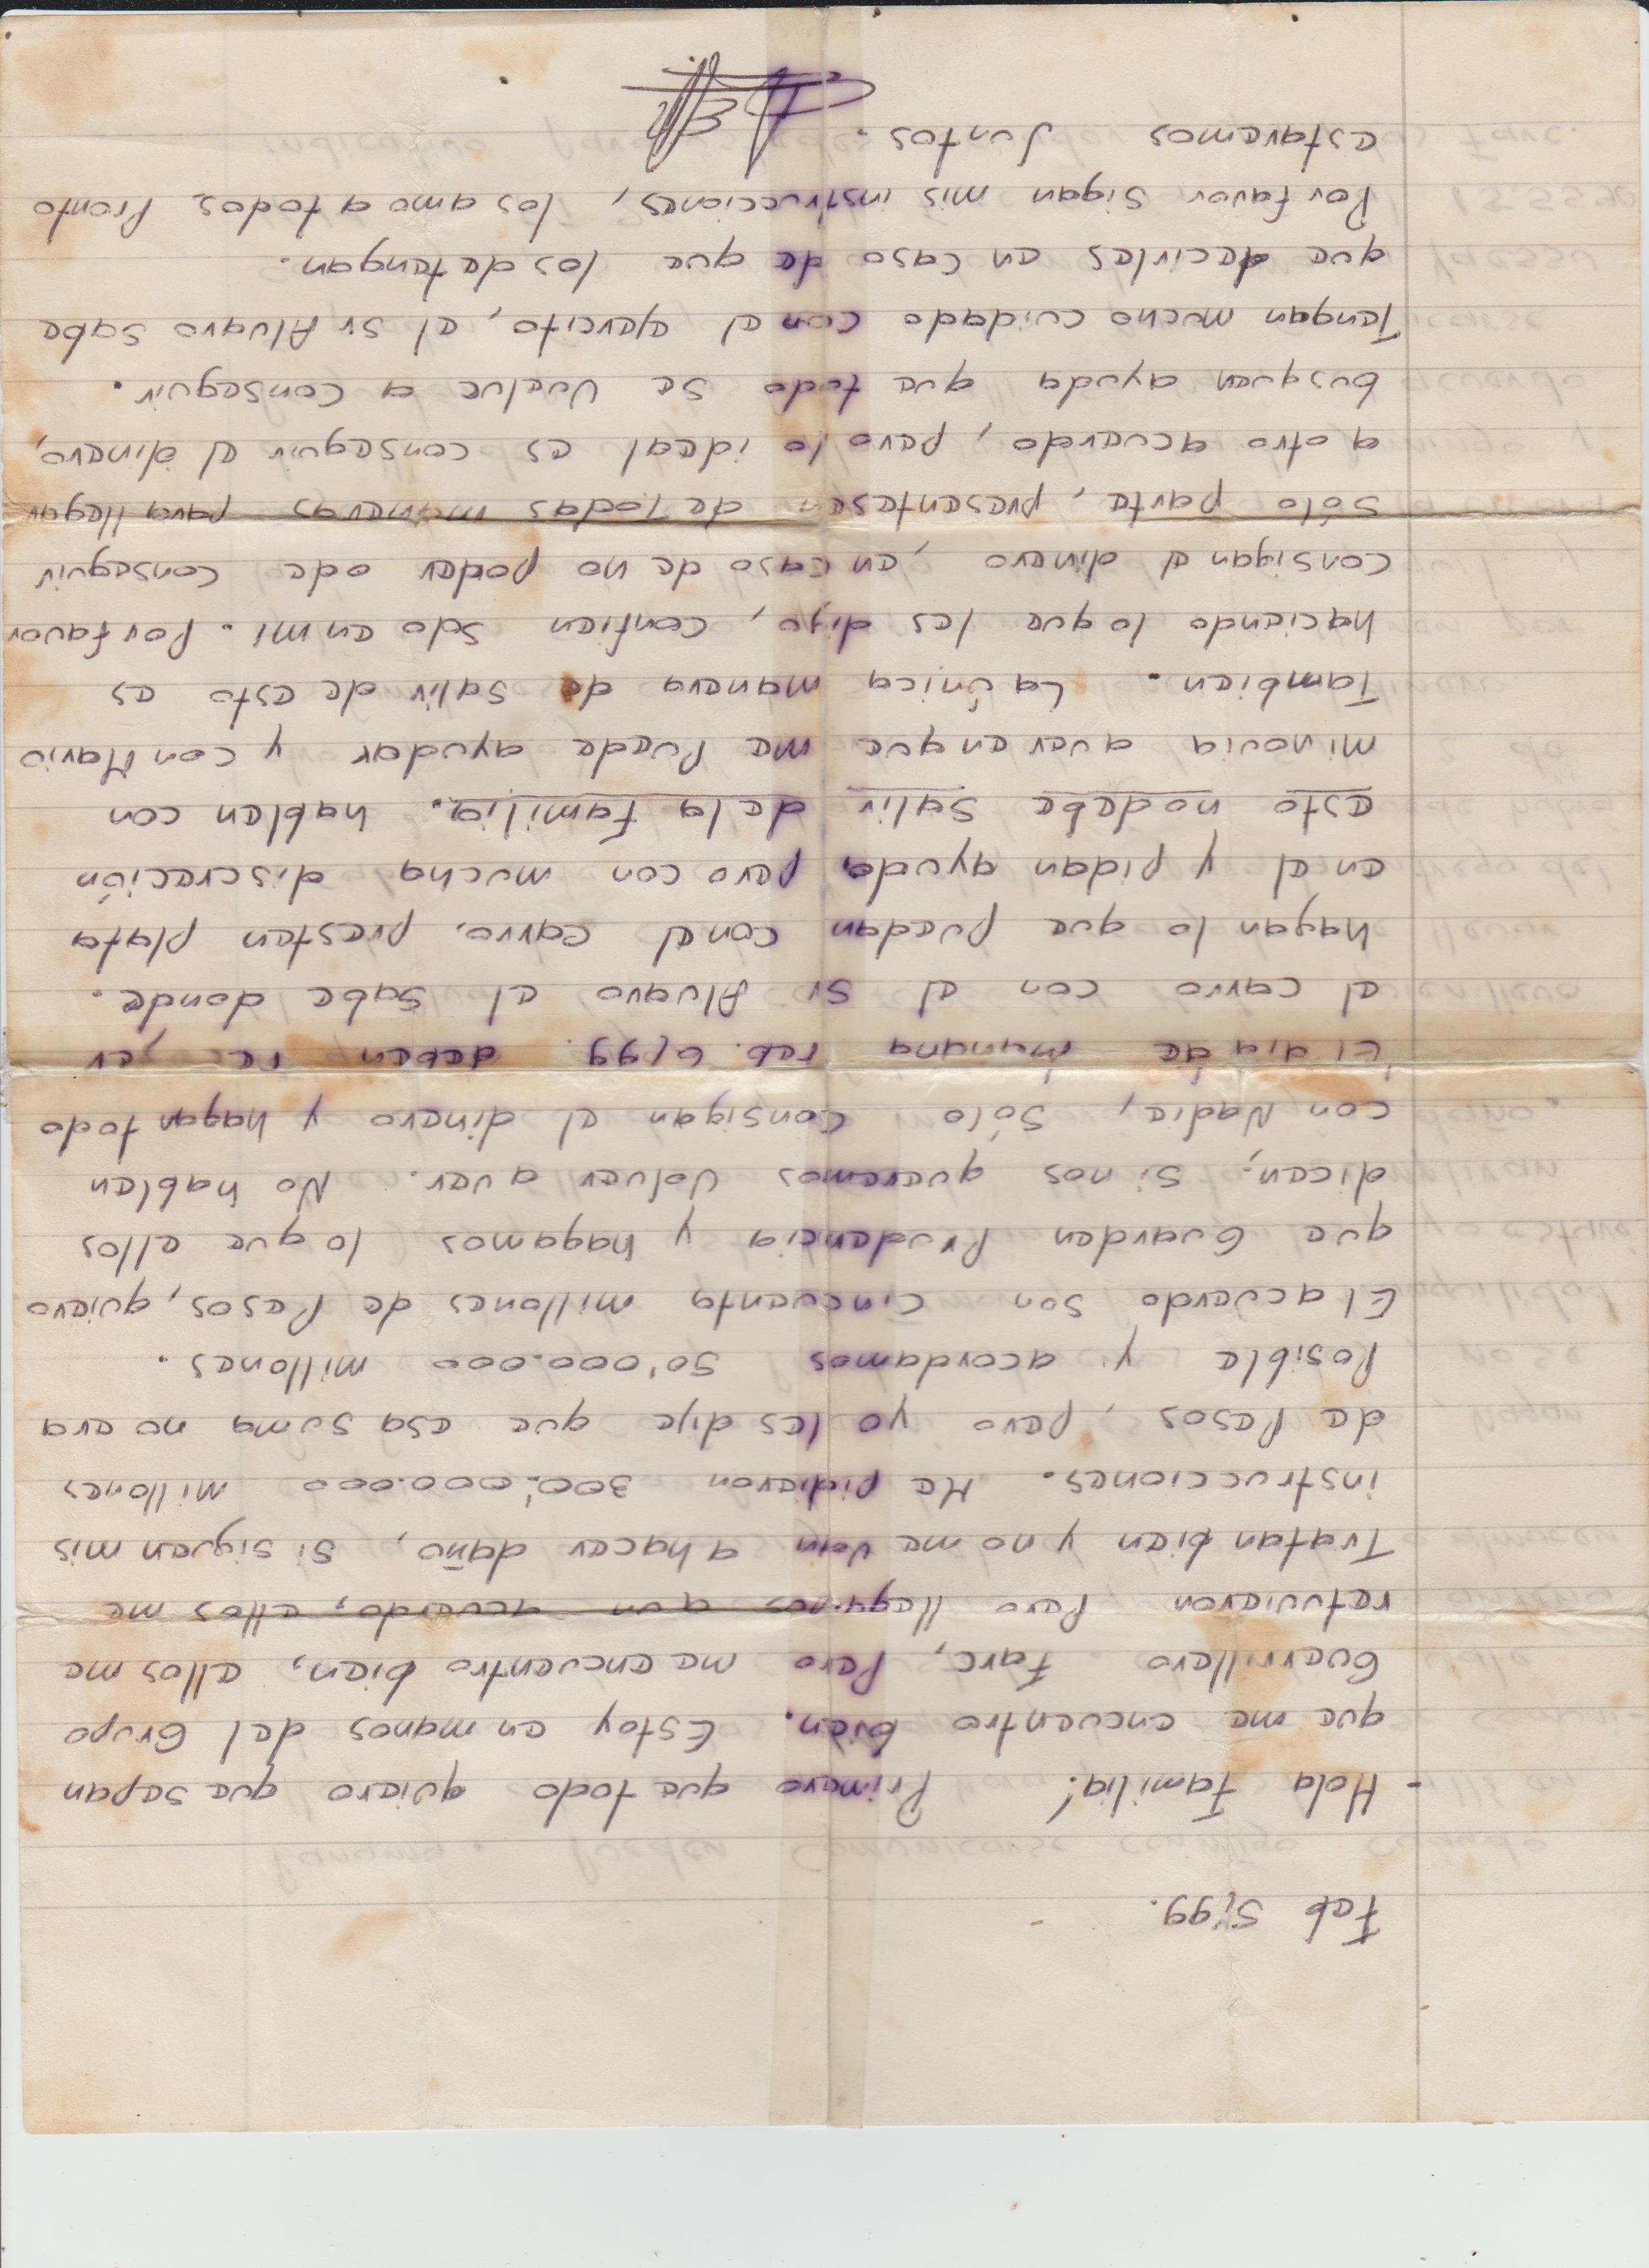 Feb 5/99.
- Hola Familia! Primero que todo quiero que sepan
que me encuentro bien. Estoy en manos del Grupo
Guerrillero Farc, Pero me encuentro bien, ellos me
retuvieron Pero llegamos a un acuerdo, ellos me
Tratan bien y no me van a hacer daño, si siguen mis
instrucciones. Me pidieron 300'.000.000 millones
de Pesos, pero yo les dije que esa suma no era
Posible y acordamos 50'000.000 millones.
El acuerdo son cincuenta millones de Pesos, quiero
que Guarden Prudencia y hagamos lo que ellos
dicen, si nos queremos volver a ver. No hablen
con Nadie, sólo consigan el dinero y hagan todo
El día de mañana Feb. 6/99. deben recoger
el carro con el sr Alvaro el sabe donde.
hagan lo que puedan con el carro, presten plata
en el y pidan ayuda pero con mucha discreción
esto no debe salir de la familia. hablen con
mi novia a ver en que me Puede ayudar y con Mario
Tambien. La única manera de salir de esto es
haciendo lo que les digo, confien solo en mi. Por favor
consigan el dinero, en caso de no poder o de conseguir
sólo parte, presentesen de todas maneras para llegar
a otro acuerdo, pero lo ideal es conseguir el dinero,
busquen ayuda que todo se vuelve a conseguir.
Tengan mucho cuidado con el ejercito, el sr Alvaro sabe
que decirles en caso de que los detengan.
Por favor sigan mis instrucciones, los amo a todos. Pronto
estaremos Juntos.